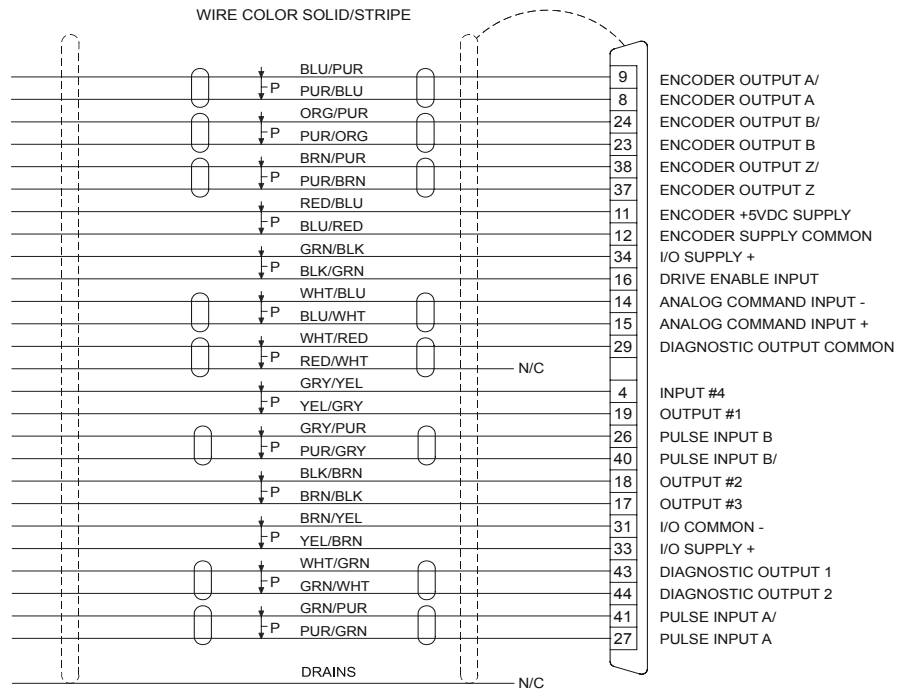 WIRE COLOR SOLID/STRIPE
BLU/PUR 9 ENCODER OUTPUT A/
P PUR/BLU 8 ENCODER OUTPUT A
ORG/PUR 24 ENCODER OUTPUT B/
P PUR/ORG 23 ENCODER OUTPUT B
BRN/PUR 38 ENCODER OUTPUT Z/
P PUR/BRN 37 ENCODER OUTPUT Z
RED/BLU 11 ENCODER +5VDC SUPPLY
P BLU/RED 12 ENCODER SUPPLY COMMON
GRN/BLK 34 I/O SUPPLY +
P BLK/GRN 16 DRIVE ENABLE INPUT
WHT/BLU 14 ANALOG COMMAND INPUT -
P BLU/WHT 15 ANALOG COMMAND INPUT +
WHT/RED 29 DIAGNOSTIC OUTPUT COMMON
P RED/WHT N/C
GRY/YEL 4 INPUT #4
P YEL/GRY 19 OUTPUT #1
GRY/PUR 26 PULSE INPUT B
P PUR/GRY 40 PULSE INPUT B/
BLK/BRN 18 OUTPUT #2
P BRN/BLK 17 OUTPUT #3
BRN/YEL 31 I/O COMMON -
P YEL/BRN 33 I/O SUPPLY +
WHT/GRN 43 DIAGNOSTIC OUTPUT 1
P GRN/WHT 44 DIAGNOSTIC OUTPUT 2
GRN/PUR 41 PULSE INPUT A/
P PUR/GRN 27 PULSE INPUT A
DRAINS N/C